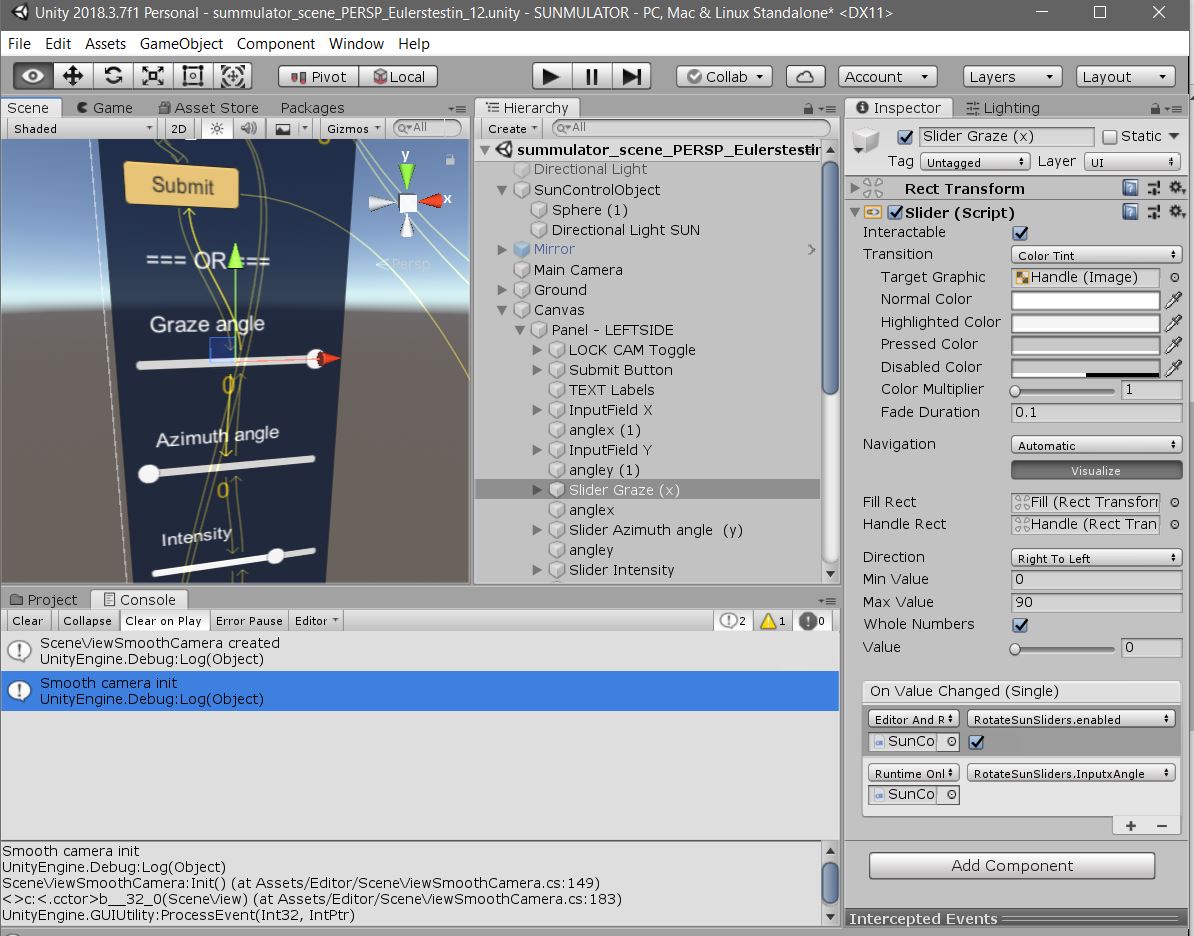 Unity 2018.3.7f1 Personal - summulator_scene_PERSP_Eulerstestin_12.unity - SUNMULATOR - PC, Mac & Linux Standalone* <DX11>
File Edit Assets GameObject Component Window Help
Pivot Local Collab Account Layers Layout
Scene Game Asset Store Packages
Shaded 2D Gizmos All
Submit
=== OR ===
Graze angle
0
Azimuth angle
0
Intensity
y
x
Persp
Hierarchy
Create All
summulator_scene_PERSP_Eulerstestin
Directional Light
SunControlObject
Sphere (1)
Directional Light SUN
Mirror
Main Camera
Ground
Canvas
Panel - LEFTSIDE
LOCK CAM Toggle
Submit Button
TEXT Labels
InputField X
anglex (1)
InputField Y
angley (1)
Slider Graze (x)
anglex
Slider Azimuth angle (y)
angley
Slider Intensity
Inspector Lighting
Slider Graze (x) Static
Tag Untagged Layer UI
Rect Transform
Slider (Script)
Interactable
Transition Color Tint
Target Graphic Handle (Image)
Normal Color
Highlighted Color
Pressed Color
Disabled Color
Color Multiplier 1
Fade Duration 0.1
Navigation Automatic
Visualize
Fill Rect Fill (Rect Transfor
Handle Rect Handle (Rect Tran
Direction Right To Left
Min Value 0
Max Value 90
Whole Numbers
Value 0
On Value Changed (Single)
Editor And R RotateSunSliders.enabled
SunCo
Runtime Onl RotateSunSliders.InputxAngle
SunCo
+ −
Add Component
Intercepted Events
Project Console
Clear Collapse Clear on Play Error Pause Editor 2 1 0
SceneViewSmoothCamera created
UnityEngine.Debug:Log(Object)
Smooth camera init
UnityEngine.Debug:Log(Object)
Smooth camera init
UnityEngine.Debug:Log(Object)
SceneViewSmoothCamera:Init() (at Assets/Editor/SceneViewSmoothCamera.cs:149)
<>c:<.cctor>b__32_0(SceneView) (at Assets/Editor/SceneViewSmoothCamera.cs:183)
UnityEngine.GUIUtility:ProcessEvent(Int32, IntPtr)